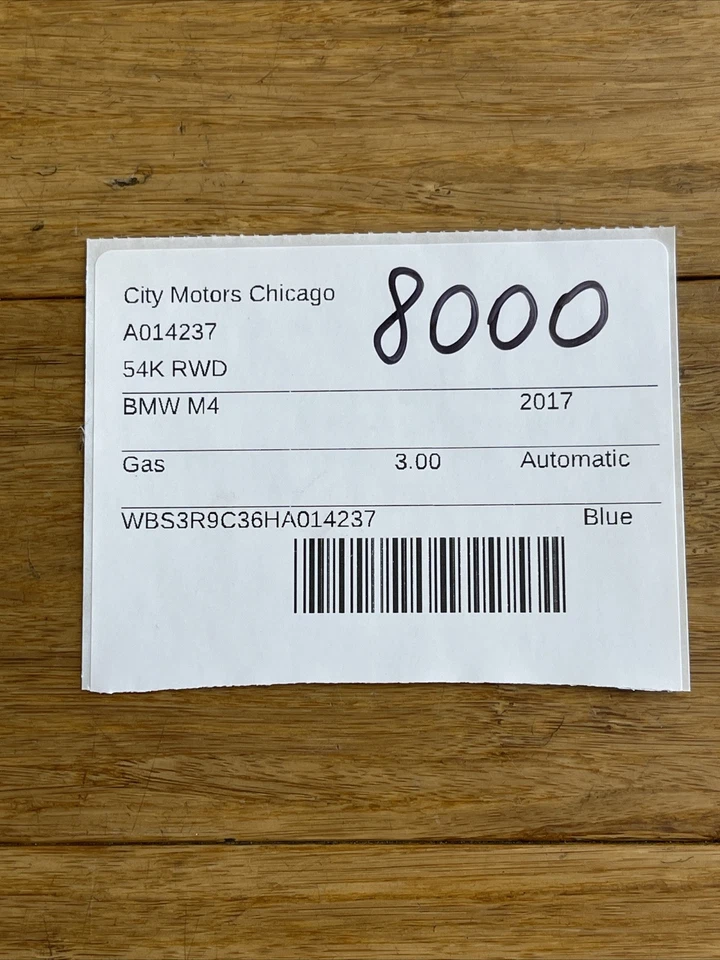 City Motors Chicago 8000
A014237
54K RWD
BMW M4 2017
Gas 3.00 Automatic
WBS3R9C36HA014237 Blue